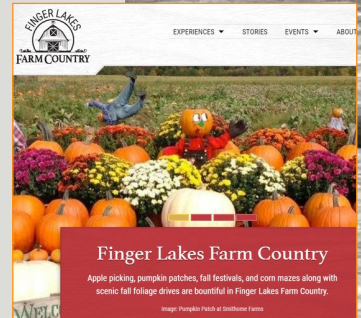 FINGER LAKES
FARM COUNTRY
EXPERIENCES STORIES EVENTS ABOUT
Finger Lakes Farm Country
Apple picking, pumpkin patches, fall festivals, and corn mazes along with
scenic fall foliage drives are bountiful in Finger Lakes Farm Country.
Image: Pumpkin Patch at Smithome Farms
WELC